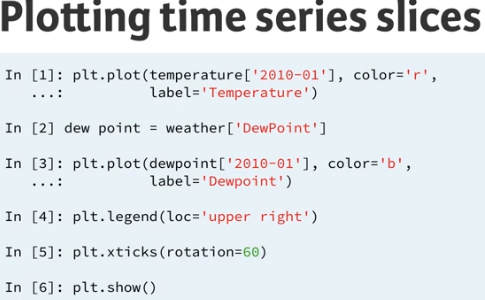 Plotting time series slices
In [1]: plt.plot(temperature['2010-01'], color='r',
...: label='Temperature')
In [2] dew point = weather['DewPoint']
In [3]: plt.plot(dewpoint['2010-01'], color='b',
...: label='Dewpoint')
In [4]: plt.legend(loc='upper right')
In [5]: plt.xticks(rotation=60)
In [6]: plt.show()